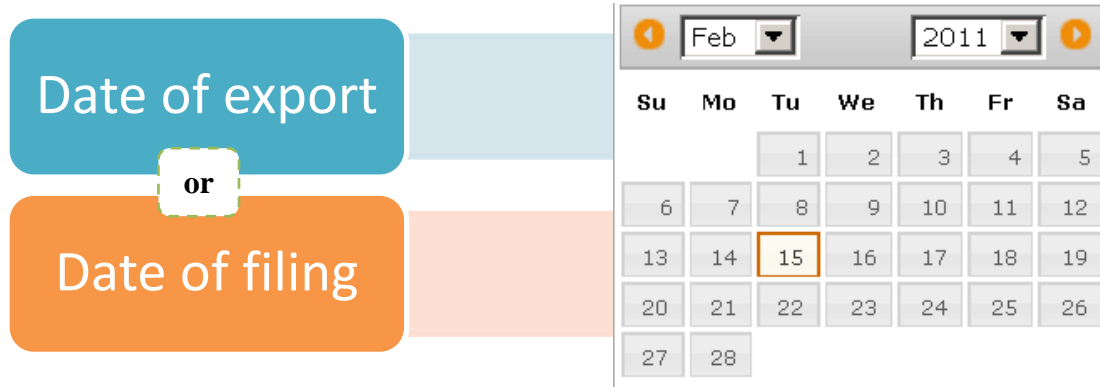 Date of export
or
Date of filing
Feb 2011
Su Mo Tu We Th Fr Sa
1 2 3 4 5
6 7 8 9 10 11 12
13 14 15 16 17 18 19
20 21 22 23 24 25 26
27 28